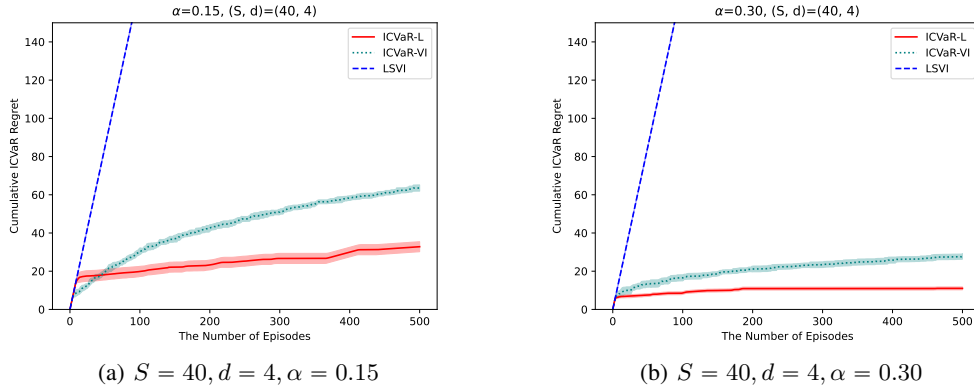 α=0.15, (S, d)=(40, 4)
140
120
100
80
60
40
20
0
Cumulative ICVaR Regret
ICVaR-L
ICVaR-VI
LSVI
0 100 200 300 400 500
The Number of Episodes
(a) S = 40, d = 4, α = 0.15
α=0.30, (S, d)=(40, 4)
140
120
100
80
60
40
20
0
Cumulative ICVaR Regret
ICVaR-L
ICVaR-VI
LSVI
0 100 200 300 400 500
The Number of Episodes
(b) S = 40, d = 4, α = 0.30